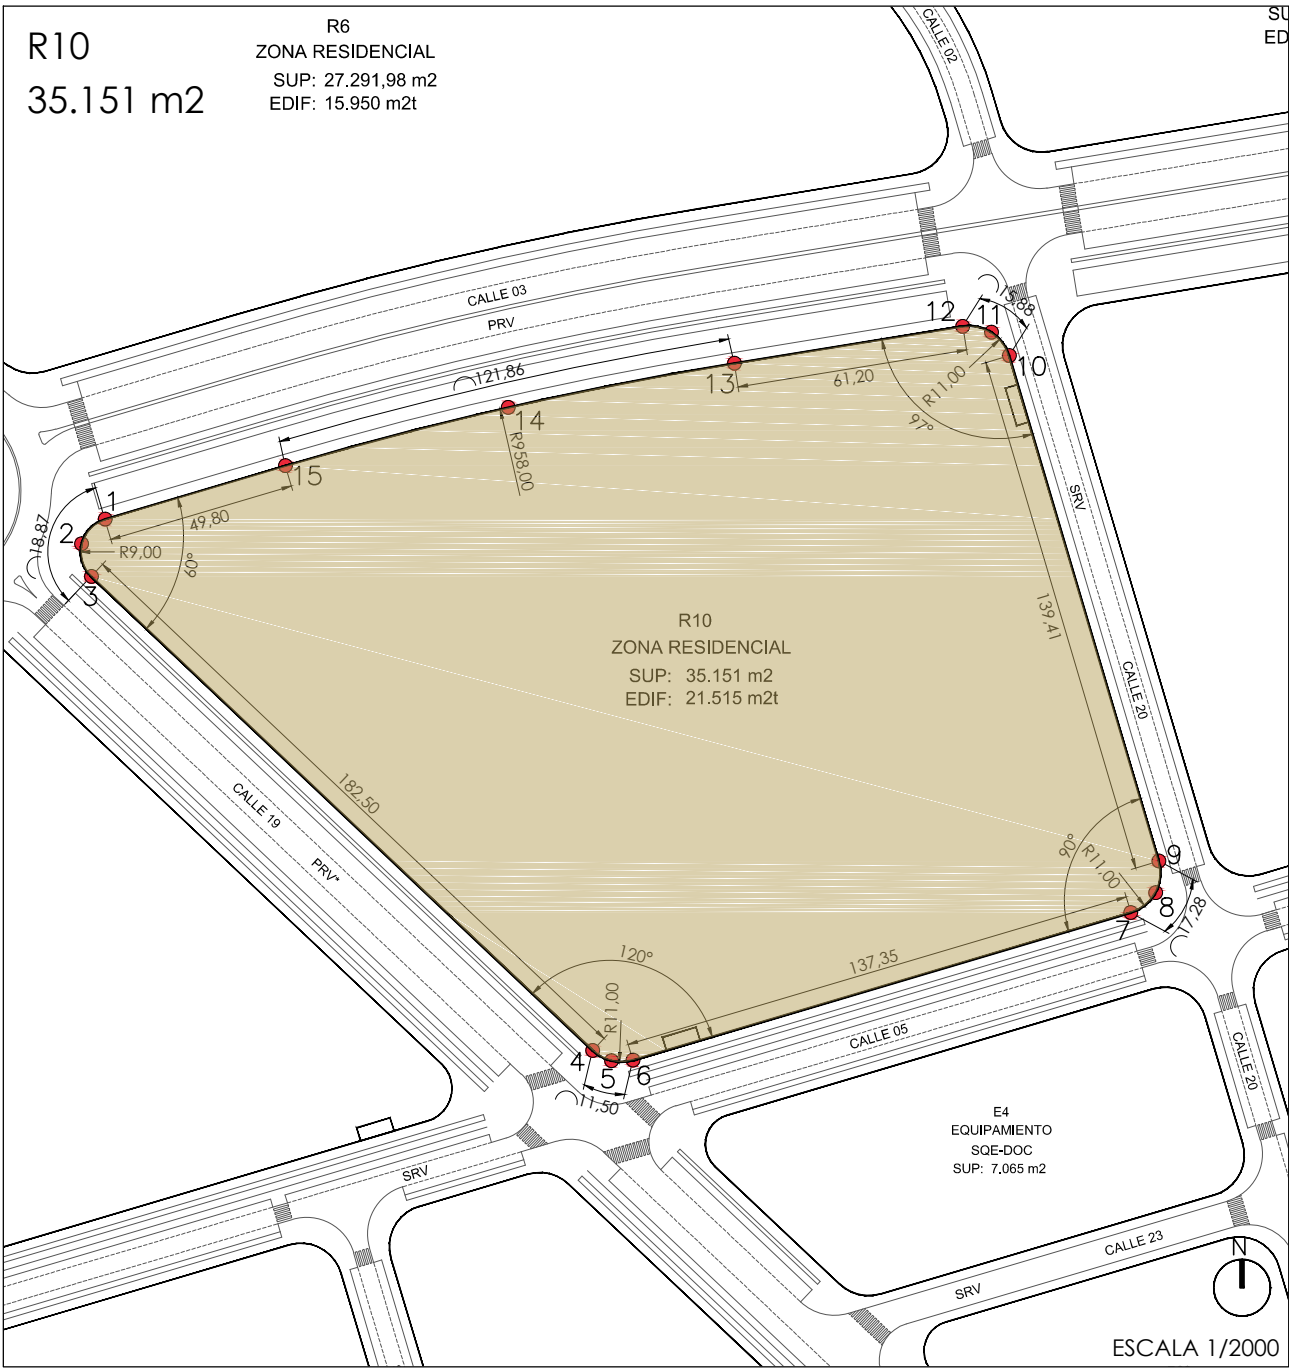 R10
35.151 m2
R6
ZONA RESIDENCIAL
SUP: 27.291,98 m2
EDIF: 15.950 m2t
CALLE 02
SU
ED
CALLE 03
PRV
121,86
12
11
15,88
10
13
61,20
R11,00
97°
14
R958,00
15
1
49,80
2
18,87
R9,00
60°
3
SRV
139,41
R10
ZONA RESIDENCIAL
SUP: 35.151 m2
EDIF: 21.515 m2t
CALLE 20
182,50
CALLE 19
PRV*
90°
R11,00
9
8
7
17,28
120°
137,35
R11,00
4
5
6
11,50
CALLE 05
CALLE 20
E4
EQUIPAMIENTO
SQE-DOC
SUP: 7.065 m2
SRV
CALLE 23
SRV
N
ESCALA 1/2000